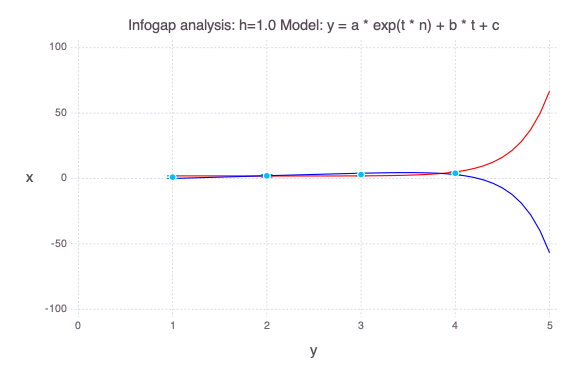 Infogap analysis: h=1.0 Model: y = a * exp(t * n) + b * t + c
100
50
0
-50
-100
x
0 1 2 3 4 5
y